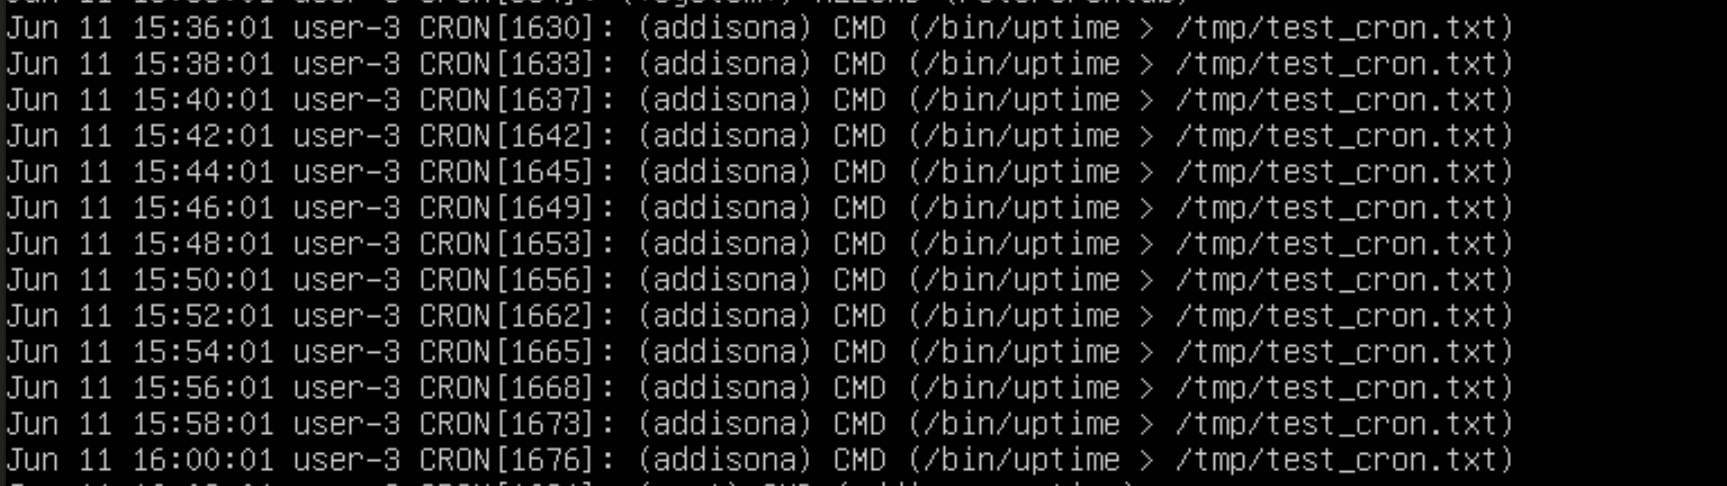 Jun 11 15:36:01 user-3 CRON[1630]: (addisona) CMD (/bin/uptime > /tmp/test_cron.txt)
Jun 11 15:38:01 user-3 CRON[1633]: (addisona) CMD (/bin/uptime > /tmp/test_cron.txt)
Jun 11 15:40:01 user-3 CRON[1637]: (addisona) CMD (/bin/uptime > /tmp/test_cron.txt)
Jun 11 15:42:01 user-3 CRON[1642]: (addisona) CMD (/bin/uptime > /tmp/test_cron.txt)
Jun 11 15:44:01 user-3 CRON[1645]: (addisona) CMD (/bin/uptime > /tmp/test_cron.txt)
Jun 11 15:46:01 user-3 CRON[1649]: (addisona) CMD (/bin/uptime > /tmp/test_cron.txt)
Jun 11 15:48:01 user-3 CRON[1653]: (addisona) CMD (/bin/uptime > /tmp/test_cron.txt)
Jun 11 15:50:01 user-3 CRON[1656]: (addisona) CMD (/bin/uptime > /tmp/test_cron.txt)
Jun 11 15:52:01 user-3 CRON[1662]: (addisona) CMD (/bin/uptime > /tmp/test_cron.txt)
Jun 11 15:54:01 user-3 CRON[1665]: (addisona) CMD (/bin/uptime > /tmp/test_cron.txt)
Jun 11 15:56:01 user-3 CRON[1668]: (addisona) CMD (/bin/uptime > /tmp/test_cron.txt)
Jun 11 15:58:01 user-3 CRON[1673]: (addisona) CMD (/bin/uptime > /tmp/test_cron.txt)
Jun 11 16:00:01 user-3 CRON[1676]: (addisona) CMD (/bin/uptime > /tmp/test_cron.txt)